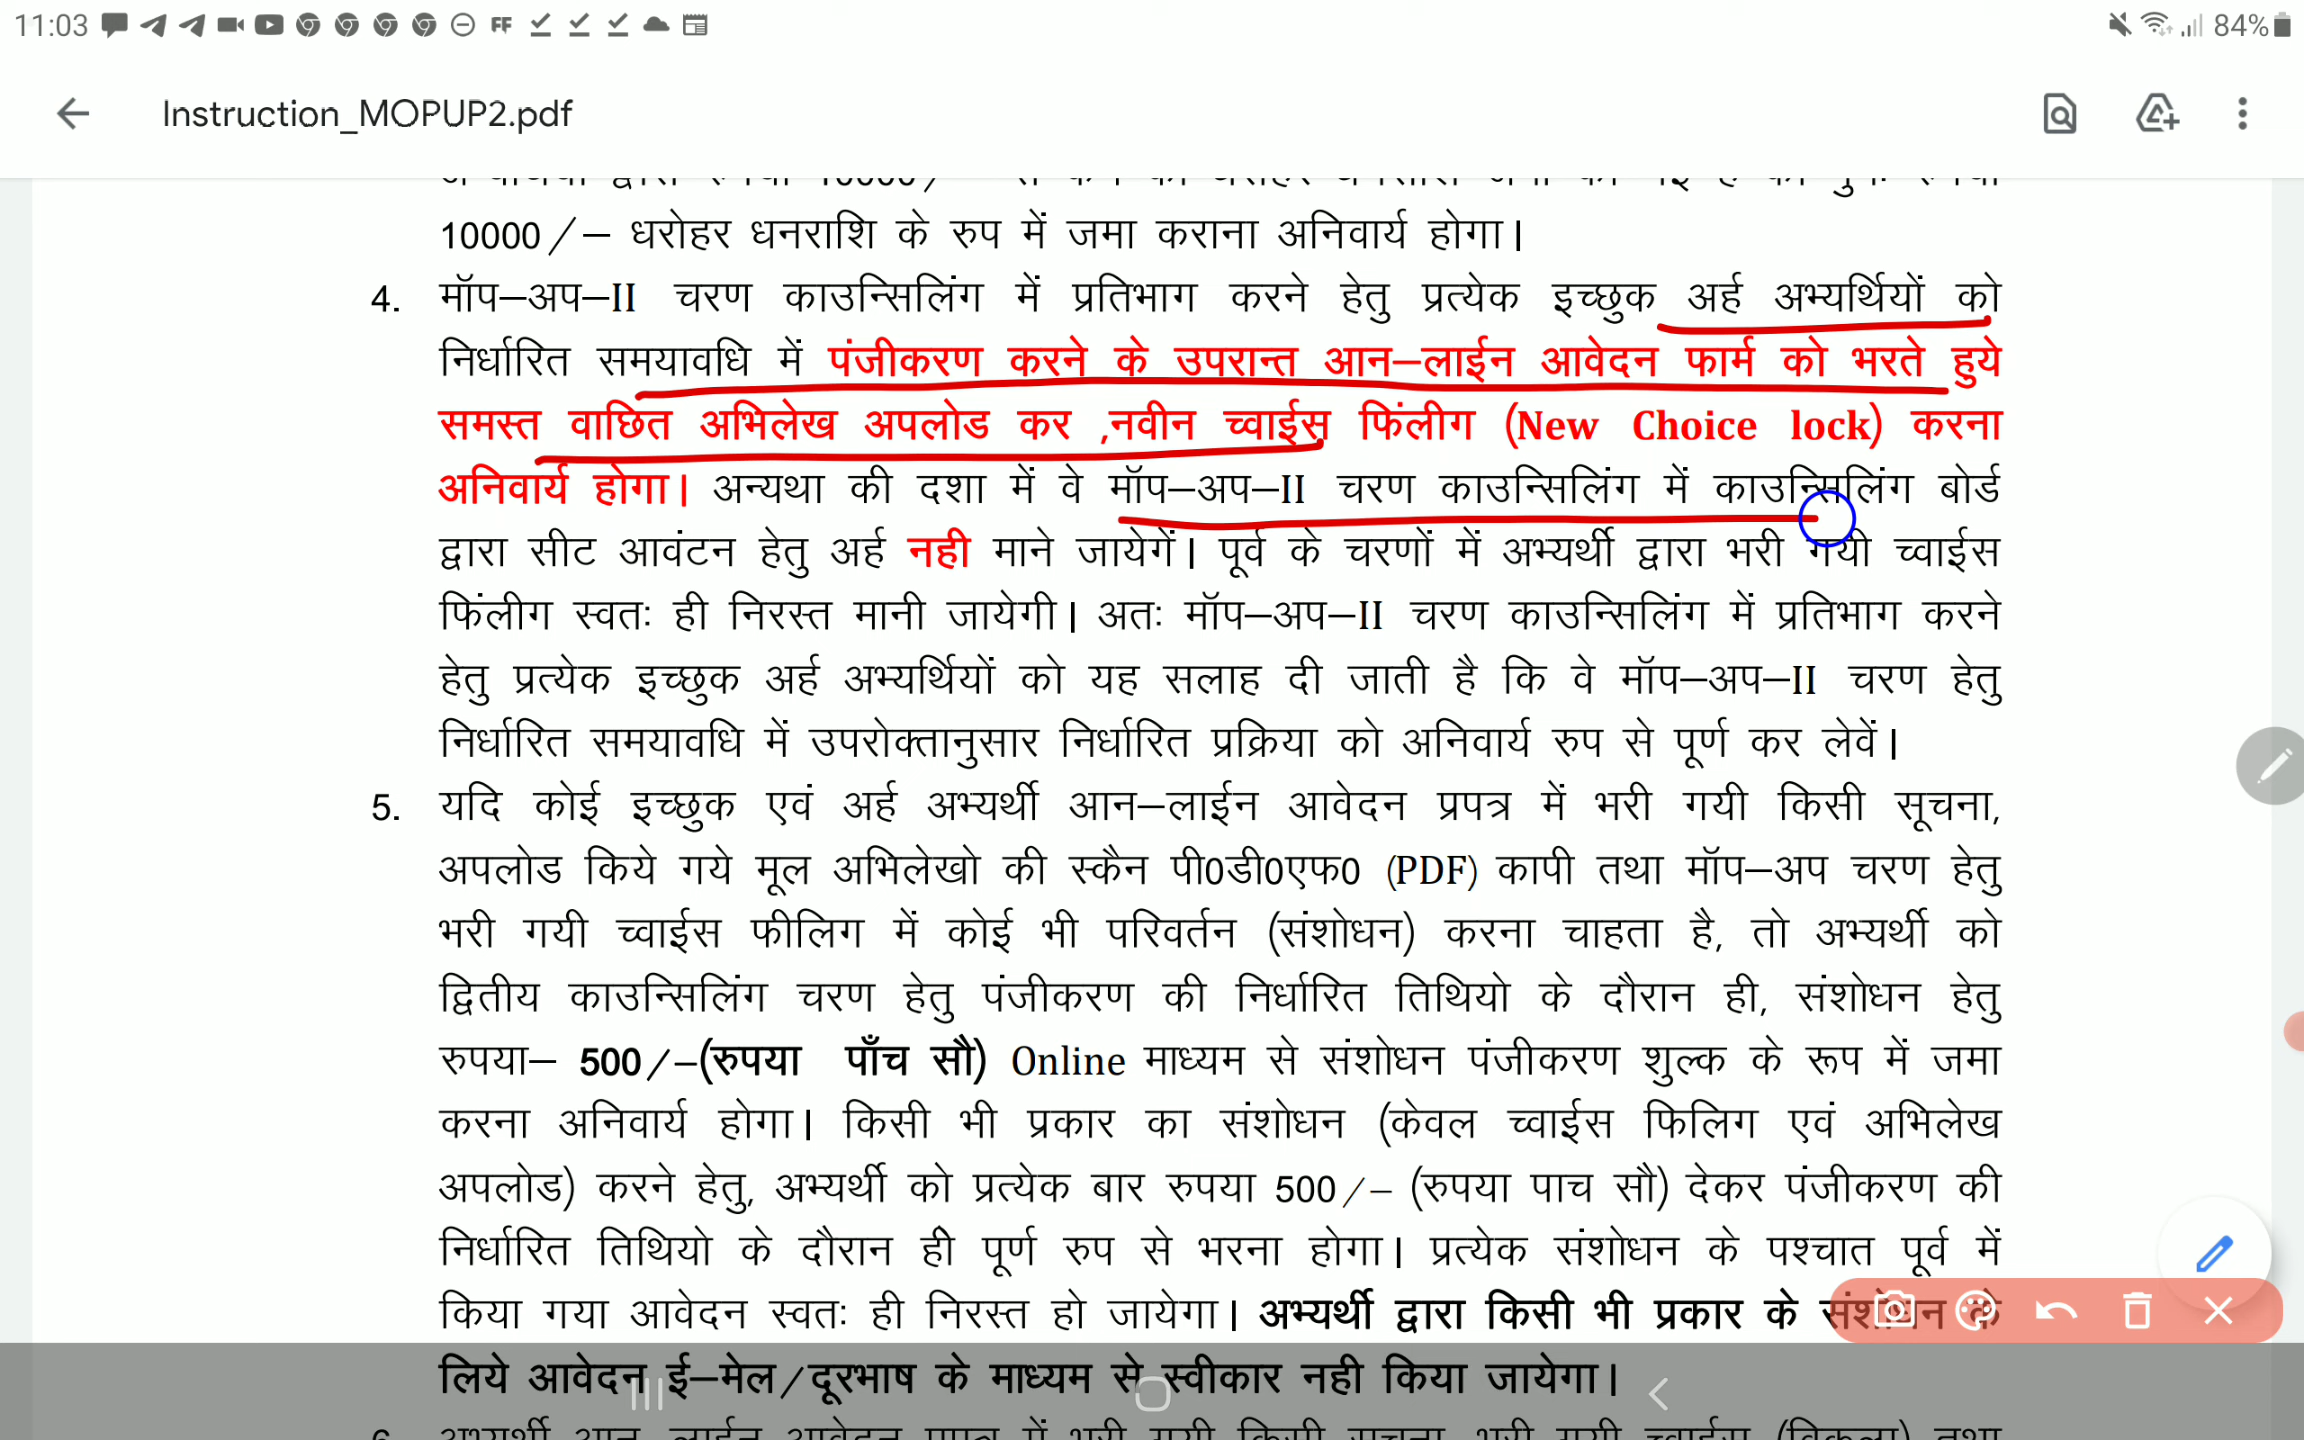 11:03
84%
Instruction_MOPUP2.pdf
10000/– धरोहर धनराशि के रुप में जमा कराना अनिवार्य होगा।
4. मॉप–अप–II चरण काउन्सिलिंग में प्रतिभाग करने हेतु प्रत्येक इच्छुक अर्ह अभ्यर्थियों को
निर्धारित समयावधि में पंजीकरण करने के उपरान्त आन–लाईन आवेदन फार्म को भरते हुये
समस्त वाछित अभिलेख अपलोड कर ,नवीन च्वाईस फिंलीग (New Choice lock) करना
अनिवार्य होगा। अन्यथा की दशा में वे मॉप–अप–II चरण काउन्सिलिंग में काउन्सिलिंग बोर्ड
द्वारा सीट आवंटन हेतु अर्ह नही माने जायेगें। पूर्व के चरणों में अभ्यर्थी द्वारा भरी गयी च्वाईस
फिंलीग स्वतः ही निरस्त मानी जायेगी। अतः मॉप–अप–II चरण काउन्सिलिंग में प्रतिभाग करने
हेतु प्रत्येक इच्छुक अर्ह अभ्यर्थियों को यह सलाह दी जाती है कि वे मॉप–अप–II चरण हेतु
निर्धारित समयावधि में उपरोक्तानुसार निर्धारित प्रक्रिया को अनिवार्य रुप से पूर्ण कर लेवें।
5. यदि कोई इच्छुक एवं अर्ह अभ्यर्थी आन–लाईन आवेदन प्रपत्र में भरी गयी किसी सूचना,
अपलोड किये गये मूल अभिलेखो की स्कैन पी0डी0एफ0 (PDF) कापी तथा मॉप–अप चरण हेतु
भरी गयी च्वाईस फीलिग में कोई भी परिवर्तन (संशोधन) करना चाहता है, तो अभ्यर्थी को
द्वितीय काउन्सिलिंग चरण हेतु पंजीकरण की निर्धारित तिथियो के दौरान ही, संशोधन हेतु
रुपया– 500/–(रुपया पाँच सौ) Online माध्यम से संशोधन पंजीकरण शुल्क के रूप में जमा
करना अनिवार्य होगा। किसी भी प्रकार का संशोधन (केवल च्वाईस फिलिग एवं अभिलेख
अपलोड) करने हेतु, अभ्यर्थी को प्रत्येक बार रुपया 500/– (रुपया पाच सौ) देकर पंजीकरण की
निर्धारित तिथियो के दौरान ही पूर्ण रुप से भरना होगा। प्रत्येक संशोधन के पश्चात पूर्व में
किया गया आवेदन स्वतः ही निरस्त हो जायेगा। अभ्यर्थी द्वारा किसी भी प्रकार के संशोधन के
लिये आवेदन ई–मेल/दूरभाष के माध्यम से स्वीकार नही किया जायेगा।